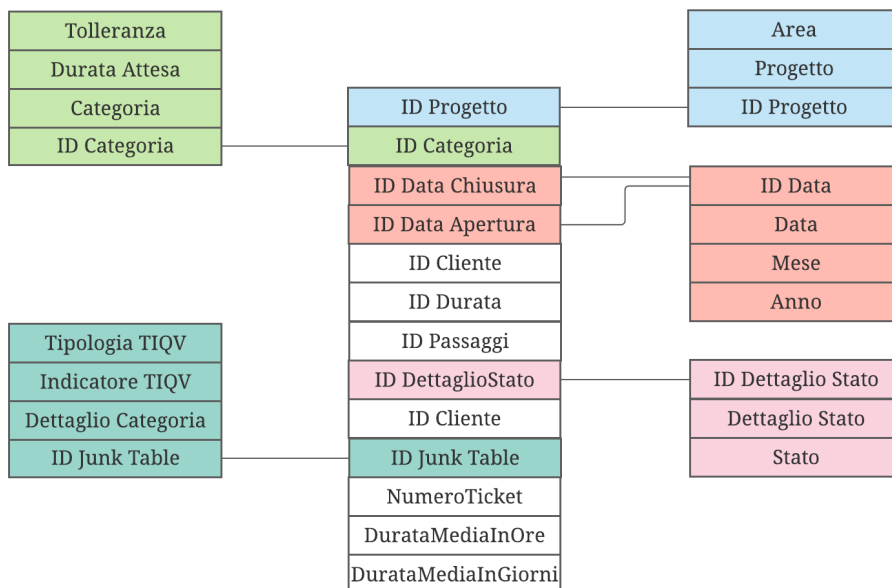 Tolleranza
Durata Attesa
Categoria
ID Categoria
Tipologia TIQV
Indicatore TIQV
Dettaglio Categoria
ID Junk Table
ID Progetto
ID Categoria
ID Data Chiusura
ID Data Apertura
ID Cliente
ID Durata
ID Passaggi
ID DettaglioStato
ID Cliente
ID Junk Table
NumeroTicket
DurataMediaInOre
DurataMediaInGiorni
Area
Progetto
ID Progetto
ID Data
Data
Mese
Anno
ID Dettaglio Stato
Dettaglio Stato
Stato